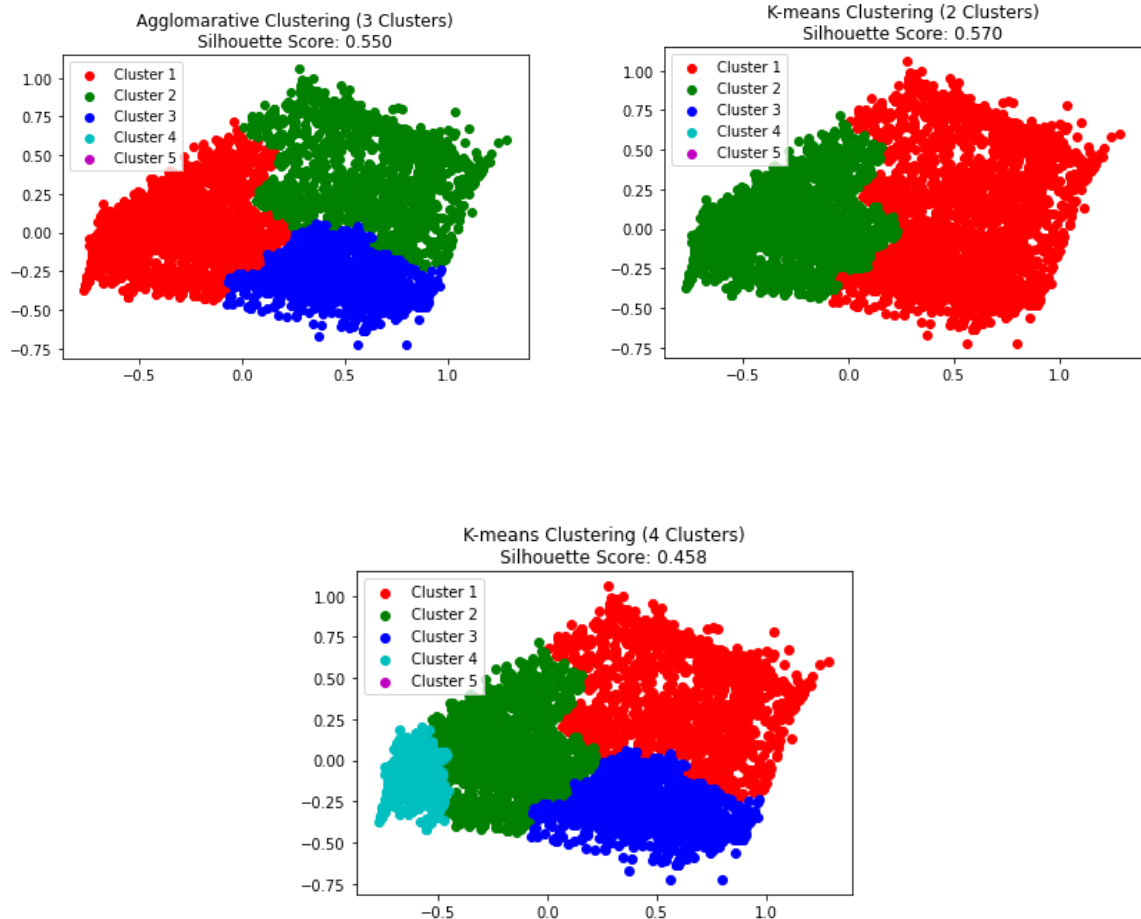 Agglomarative Clustering (3 Clusters)
Silhouette Score: 0.550
Cluster 1
Cluster 2
Cluster 3
Cluster 4
Cluster 5
1.00
0.75
0.50
0.25
0.00
−0.25
−0.50
−0.75
−0.5
0.0
0.5
1.0
K-means Clustering (2 Clusters)
Silhouette Score: 0.570
Cluster 1
Cluster 2
Cluster 3
Cluster 4
Cluster 5
1.00
0.75
0.50
0.25
0.00
−0.25
−0.50
−0.75
−0.5
0.0
0.5
1.0
K-means Clustering (4 Clusters)
Silhouette Score: 0.458
Cluster 1
Cluster 2
Cluster 3
Cluster 4
Cluster 5
1.00
0.75
0.50
0.25
0.00
−0.25
−0.50
−0.75
−0.5
0.0
0.5
1.0